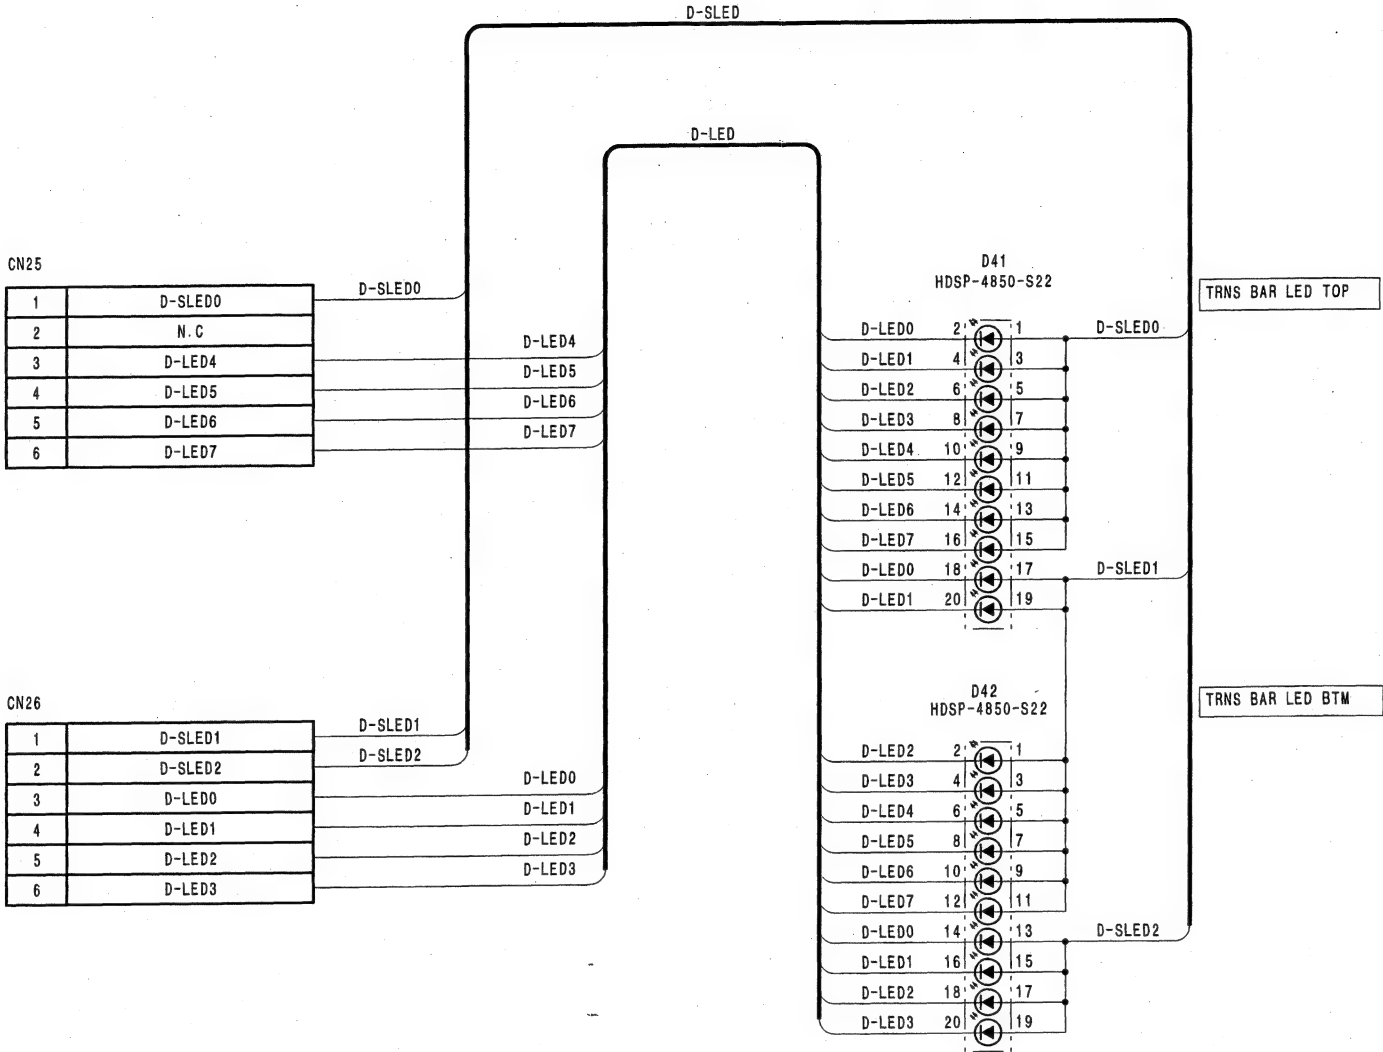 D-SLED
D-LED
CN25
1 D-SLED0
2 N.C
3 D-LED4
4 D-LED5
5 D-LED6
6 D-LED7
D-SLED0
D-LED4
D-LED5
D-LED6
D-LED7
CN26
1 D-SLED1
2 D-SLED2
3 D-LED0
4 D-LED1
5 D-LED2
6 D-LED3
D-SLED1
D-SLED2
D-LED0
D-LED1
D-LED2
D-LED3
D41
HDSP-4850-S22
D-LED0 2 1 D-SLED0
D-LED1 4 3
D-LED2 6 5
D-LED3 8 7
D-LED4 10 9
D-LED5 12 11
D-LED6 14 13
D-LED7 16 15
D-LED0 18 17 D-SLED1
D-LED1 20 19
TRNS BAR LED TOP
D42
HDSP-4850-S22
D-LED2 2 1
D-LED3 4 3
D-LED4 6 5
D-LED5 8 7
D-LED6 10 9
D-LED7 12 11
D-LED0 14 13 D-SLED2
D-LED1 16 15
D-LED2 18 17
D-LED3 20 19
TRNS BAR LED BTM